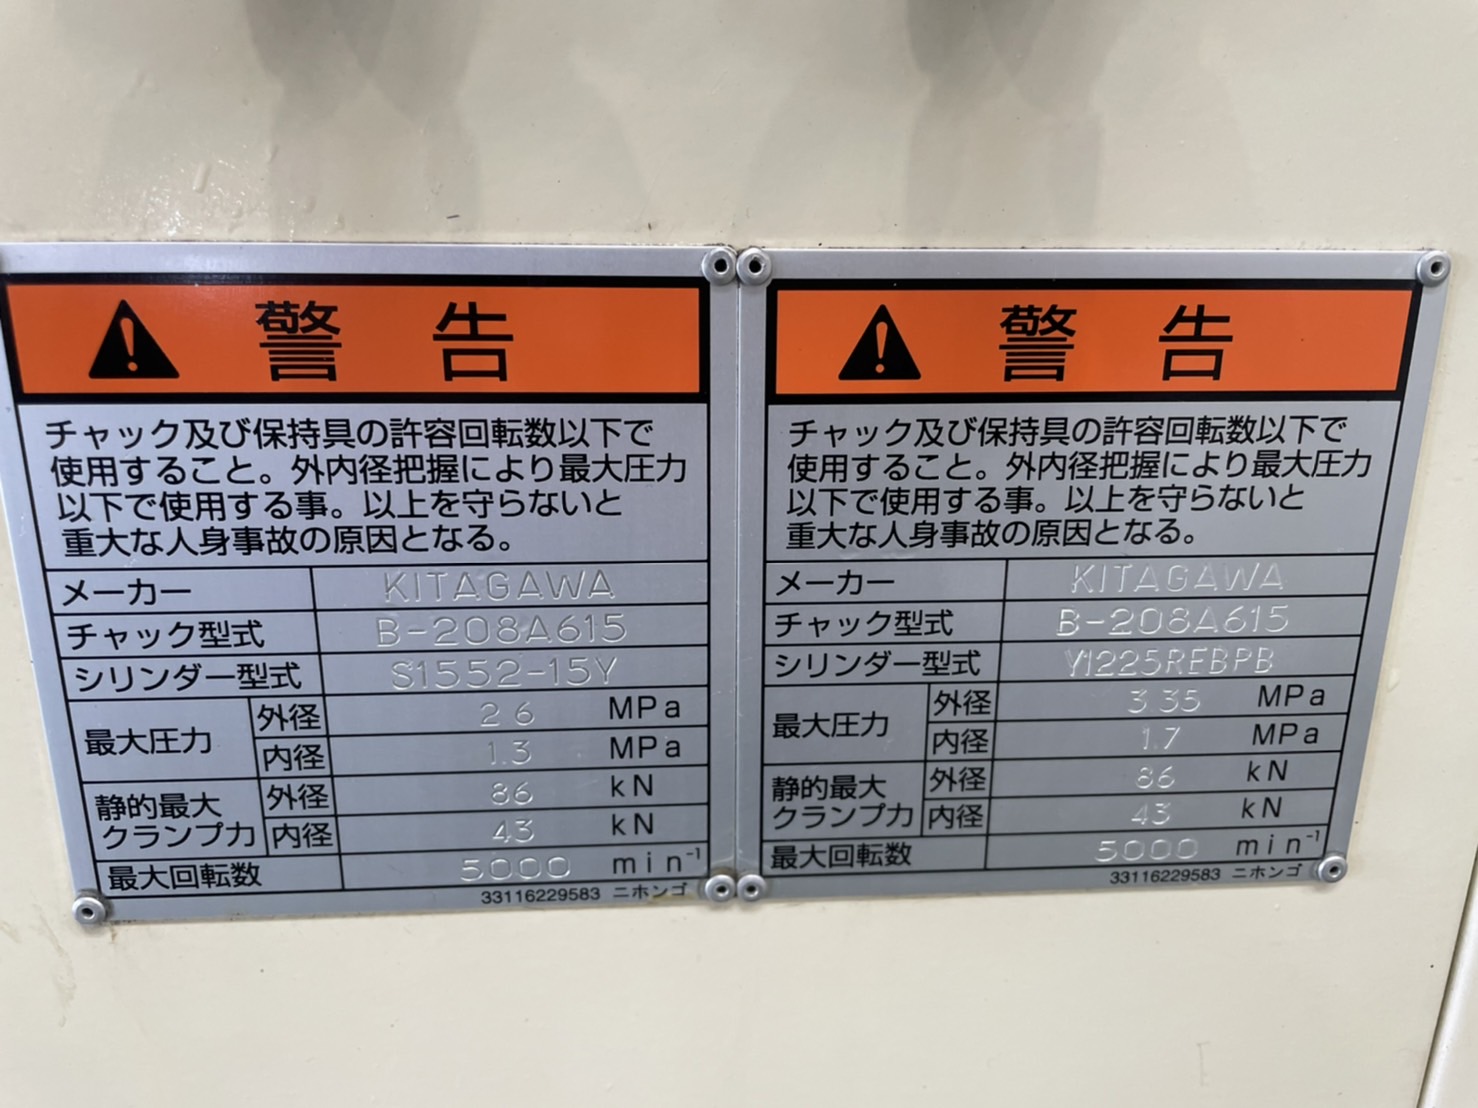 警告
チャック及び保持具の許容回転数以下で
使用すること。外内径把握により最大圧力
以下で使用する事。以上を守らないと
重大な人身事故の原因となる。
メーカー KITAGAWA
チャック型式 B-208A615
シリンダー型式 S1552-15Y
最大圧力 外径 2.6 MPa
内径 1.3 MPa
静的最大クランプ力 外径 86 kN
内径 43 kN
最大回転数 5000 min⁻¹
33116229583 ニホンゴ
警告
チャック及び保持具の許容回転数以下で
使用すること。外内径把握により最大圧力
以下で使用する事。以上を守らないと
重大な人身事故の原因となる。
メーカー KITAGAWA
チャック型式 B-208A615
シリンダー型式 Y1225REBPB
最大圧力 外径 3.35 MPa
内径 1.7 MPa
静的最大クランプ力 外径 86 kN
内径 43 kN
最大回転数 5000 min⁻¹
33116229583 ニホンゴ